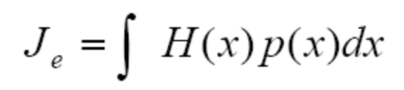 J_e = ∫ H(x)p(x)dx